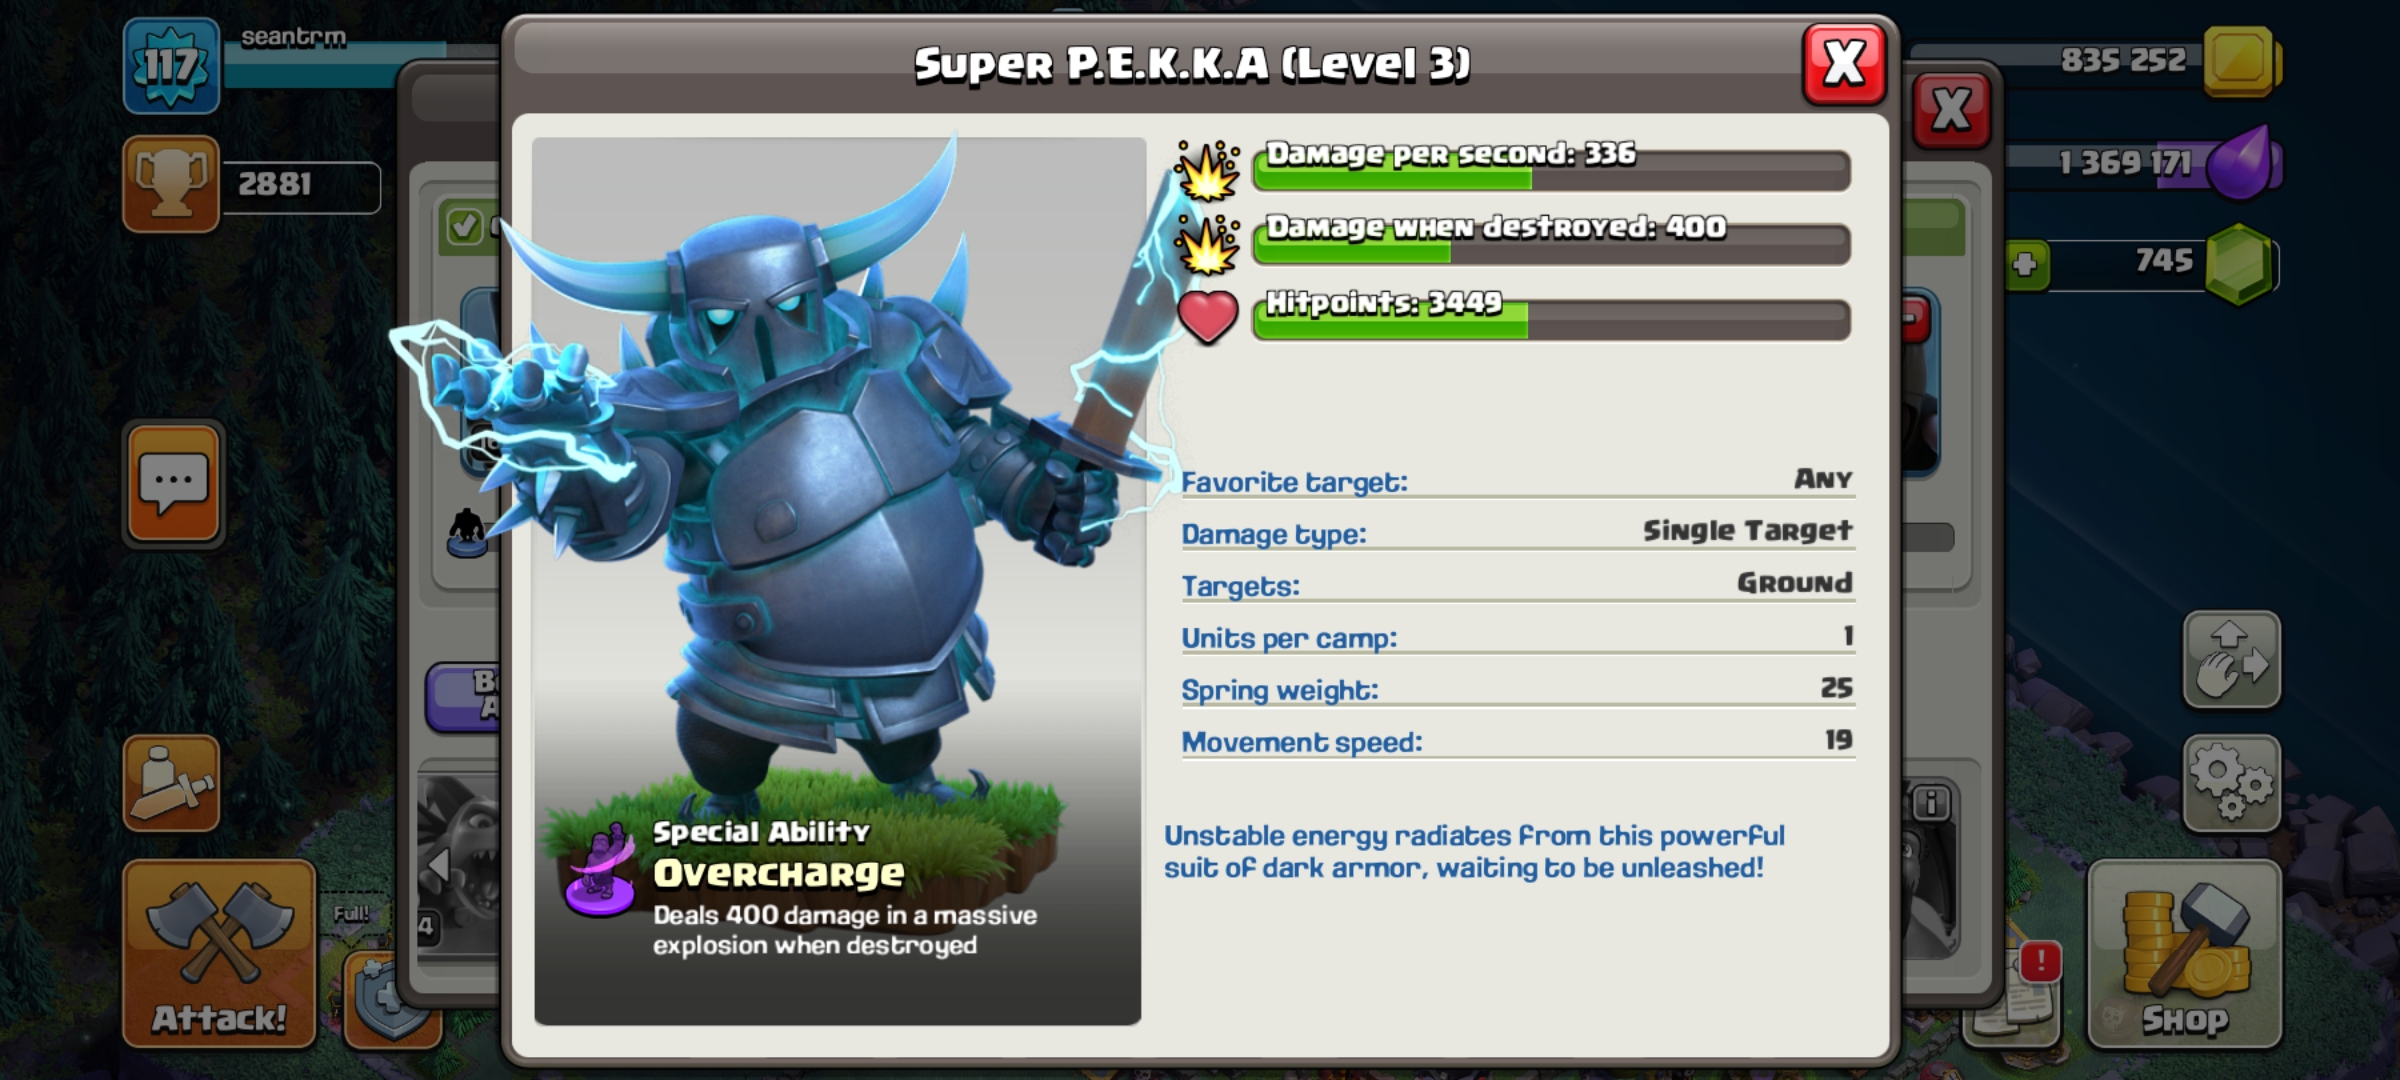 117
seantrm
2881
Super P.E.K.K.A (Level 3)
X
X
835 252
1 369 171
745
Damage per second: 336
Damage when destroyed: 400
Hitpoints: 3449
Favorite target: Any
Damage type: Single Target
Targets: Ground
Units per camp: 1
Spring weight: 25
Movement speed: 19
Unstable energy radiates from this powerful
suit of dark armor, waiting to be unleashed!
Special Ability
Overcharge
Deals 400 damage in a massive
explosion when destroyed
4
Full!
Attack!
i
!
Shop